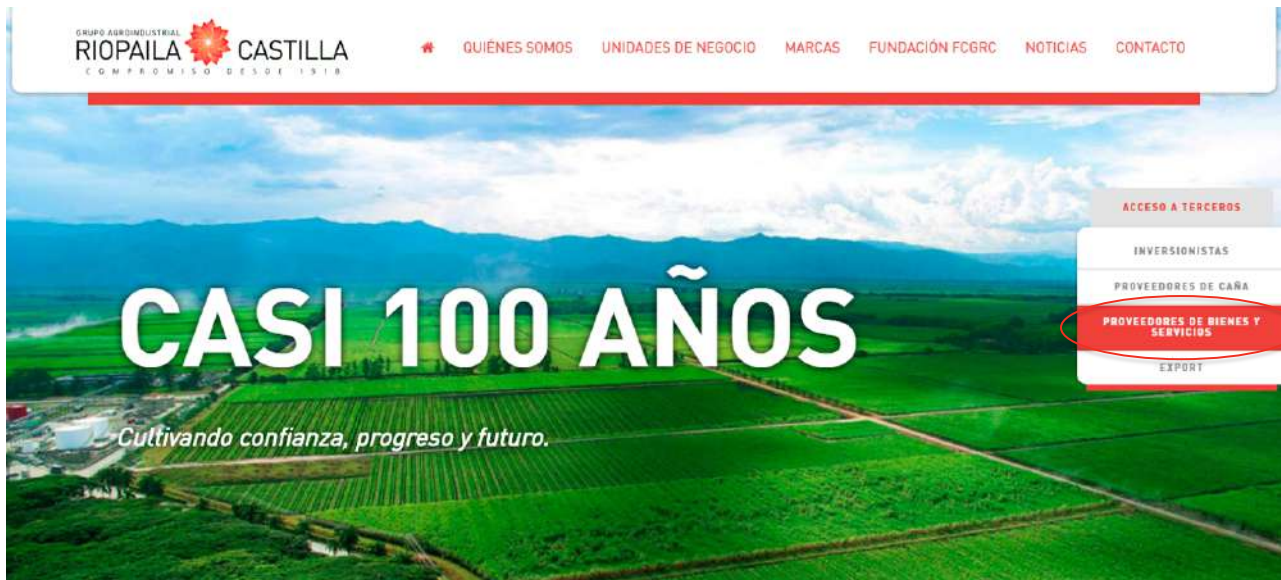 GRUPO AGROINDUSTRIAL
RIOPAILA CASTILLA
COMPROMISO DESDE 1918
QUIÉNES SOMOS UNIDADES DE NEGOCIO MARCAS FUNDACIÓN FCGRC NOTICIAS CONTACTO
ACCESO A TERCEROS
INVERSIONISTAS
PROVEEDORES DE CAÑA
PROVEEDORES DE BIENES Y
SERVICIOS
EXPORT
CASI 100 AÑOS
Cultivando confianza, progreso y futuro.